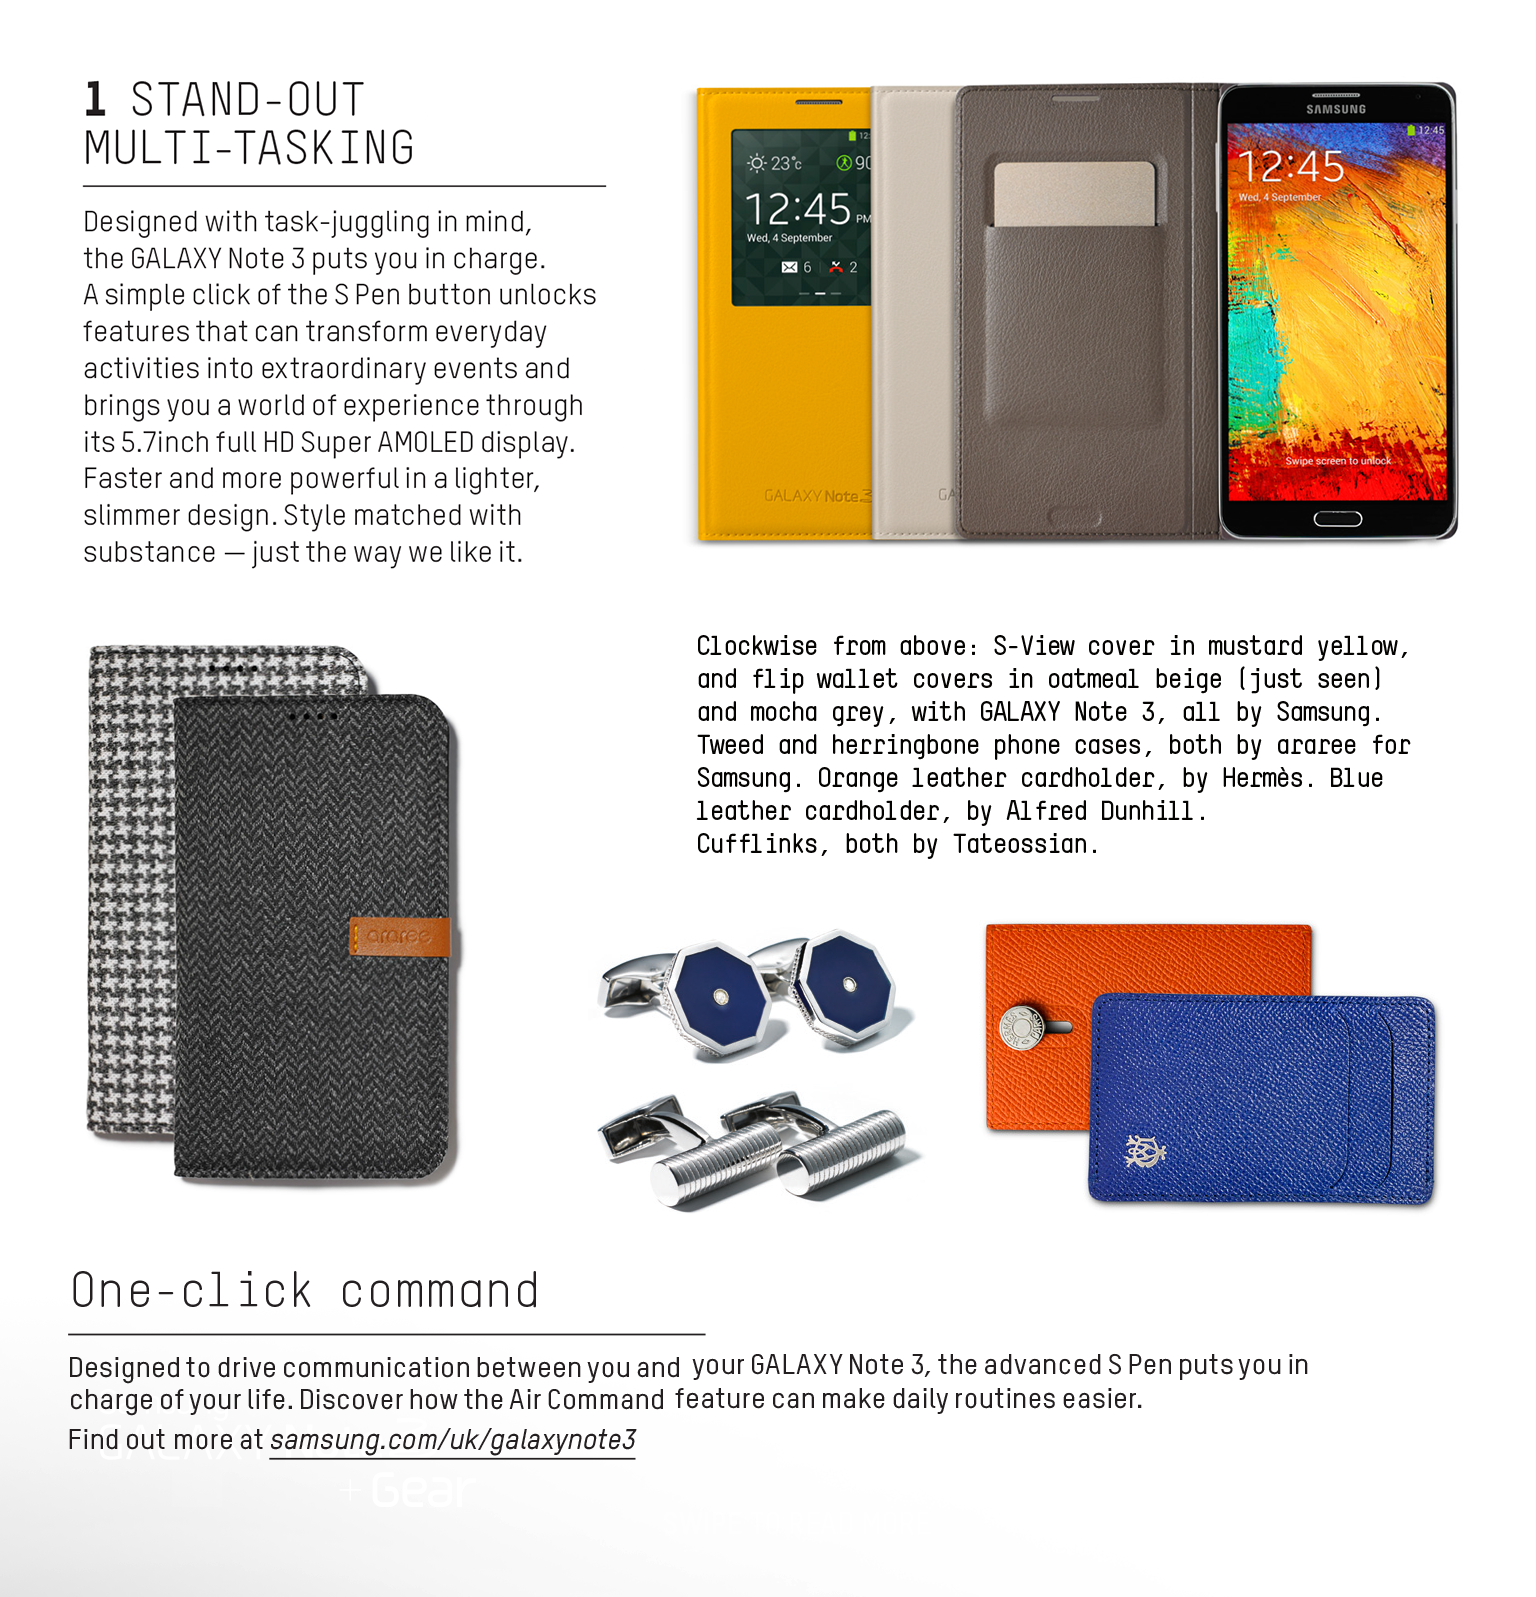 1 STAND-OUT
MULTI-TASKING
Designed with task-juggling in mind,
the GALAXY Note 3 puts you in charge.
A simple click of the S Pen button unlocks
features that can transform everyday
activities into extraordinary events and
brings you a world of experience through
its 5.7inch full HD Super AMOLED display.
Faster and more powerful in a lighter,
slimmer design. Style matched with
substance — just the way we like it.
12:
23°c 90
12:45 PM
Wed, 4 September
6 2
GALAXY Note 3
GA
SAMSUNG
12:45
12:45
Wed, 4 September
Swipe screen to unlock
Clockwise from above: S-View cover in mustard yellow,
and flip wallet covers in oatmeal beige (just seen)
and mocha grey, with GALAXY Note 3, all by Samsung.
Tweed and herringbone phone cases, both by araree for
Samsung. Orange leather cardholder, by Hermès. Blue
leather cardholder, by Alfred Dunhill.
Cufflinks, both by Tateossian.
araree
HERMÈS PARIS
One-click command
Designed to drive communication between you and your GALAXY Note 3, the advanced S Pen puts you in
charge of your life. Discover how the Air Command feature can make daily routines easier.
Find out more at samsung.com/uk/galaxynote3
GALAXY
+ Gear